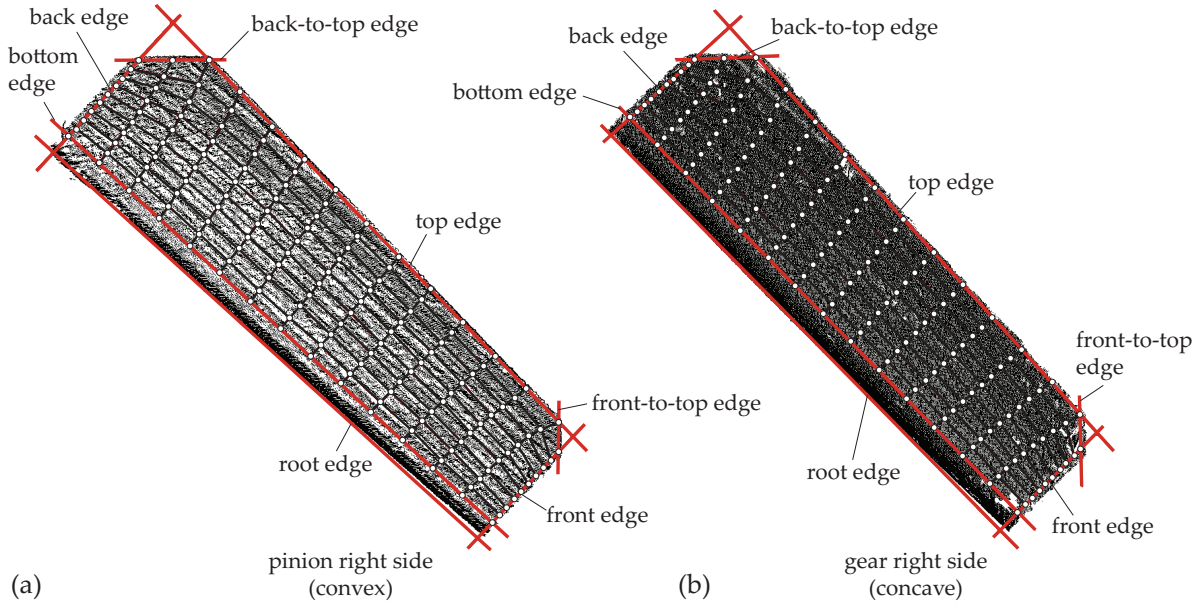 back edge
back-to-top edge
bottom
edge
top edge
front-to-top edge
root edge
front edge
pinion right side
(convex)
(a)
back edge
back-to-top edge
bottom edge
top edge
front-to-top
edge
root edge
front edge
gear right side
(concave)
(b)